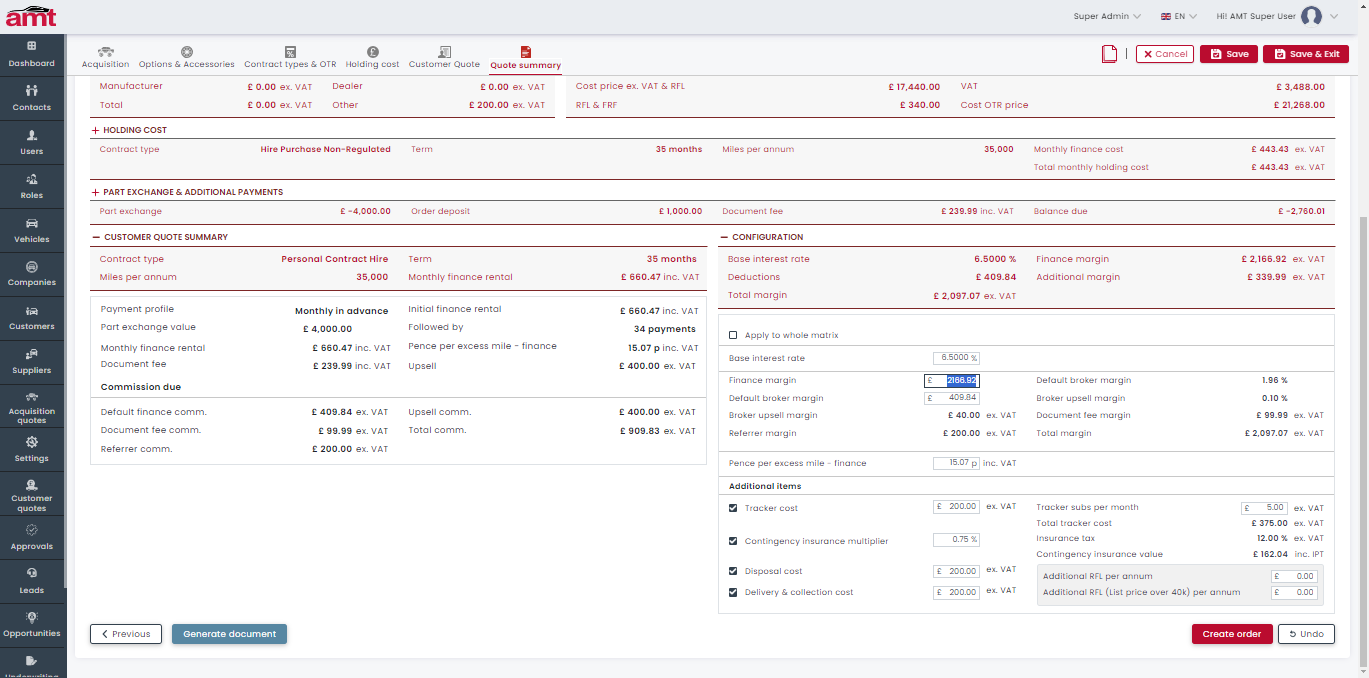 amt
Super Admin EN Hi! AMT Super User
Dashboard
Contacts
Users
Roles
Vehicles
Companies
Customers
Suppliers
Acquisition
quotes
Settings
Customer
quotes
Approvals
Leads
Opportunities
Underwriting
Acquisition Options & Accessories Contract types & OTR Holding cost Customer Quote Quote summary
Cancel Save Save & Exit
Manufacturer £ 0.00 ex. VAT Dealer £ 0.00 ex. VAT Cost price ex. VAT & RFL £ 17,440.00 VAT £ 3,488.00
Total £ 0.00 ex. VAT Other £ 200.00 ex. VAT RFL & FRF £ 340.00 Cost OTR price £ 21,268.00
+ HOLDING COST
Contract type Hire Purchase Non-Regulated Term 35 months Miles per annum 35,000 Monthly finance cost £ 443.43 ex. VAT
Total monthly holding cost £ 443.43 ex. VAT
+ PART EXCHANGE & ADDITIONAL PAYMENTS
Part exchange £ -4,000.00 Order deposit £ 1,000.00 Document fee £ 239.99 inc. VAT Balance due £ -2,760.01
− CUSTOMER QUOTE SUMMARY
Contract type Personal Contract Hire Term 35 months
Miles per annum 35,000 Monthly finance rental £ 660.47 inc. VAT
Payment profile Monthly in advance Initial finance rental £ 660.47 inc. VAT
Part exchange value £ 4,000.00 Followed by 34 payments
Monthly finance rental £ 660.47 inc. VAT Pence per excess mile - finance 15.07 p inc. VAT
Document fee £ 239.99 inc. VAT Upsell £ 400.00 ex. VAT
Commission due
Default finance comm. £ 409.84 ex. VAT Upsell comm. £ 400.00 ex. VAT
Document fee comm. £ 99.99 ex. VAT Total comm. £ 909.83 ex. VAT
Referrer comm. £ 200.00 ex. VAT
− CONFIGURATION
Base interest rate 6.5000 % Finance margin £ 2,166.92 ex. VAT
Deductions £ 409.84 Additional margin £ 339.99 ex. VAT
Total margin £ 2,097.07 ex. VAT
Apply to whole matrix
Base interest rate 6.5000 %
Finance margin £ 2166.92 Default broker margin 1.96 %
Default broker margin £ 409.84 Broker upsell margin 0.10 %
Broker upsell margin £ 40.00 ex. VAT Document fee margin £ 99.99 ex. VAT
Referrer margin £ 200.00 ex. VAT Total margin £ 2,097.07 ex. VAT
Pence per excess mile - finance 15.07 p inc. VAT
Additional items
Tracker cost £ 200.00 ex. VAT Tracker subs per month £ 5.00 ex. VAT
Total tracker cost £ 375.00 ex. VAT
Contingency insurance multiplier 0.75 % Insurance tax 12.00 % ex. VAT
Contingency insurance value £ 162.04 inc. IPT
Disposal cost £ 200.00 ex. VAT Additional RFL per annum £ 0.00
Delivery & collection cost £ 200.00 ex. VAT Additional RFL (List price over 40k) per annum £ 0.00
Previous Generate document Create order Undo